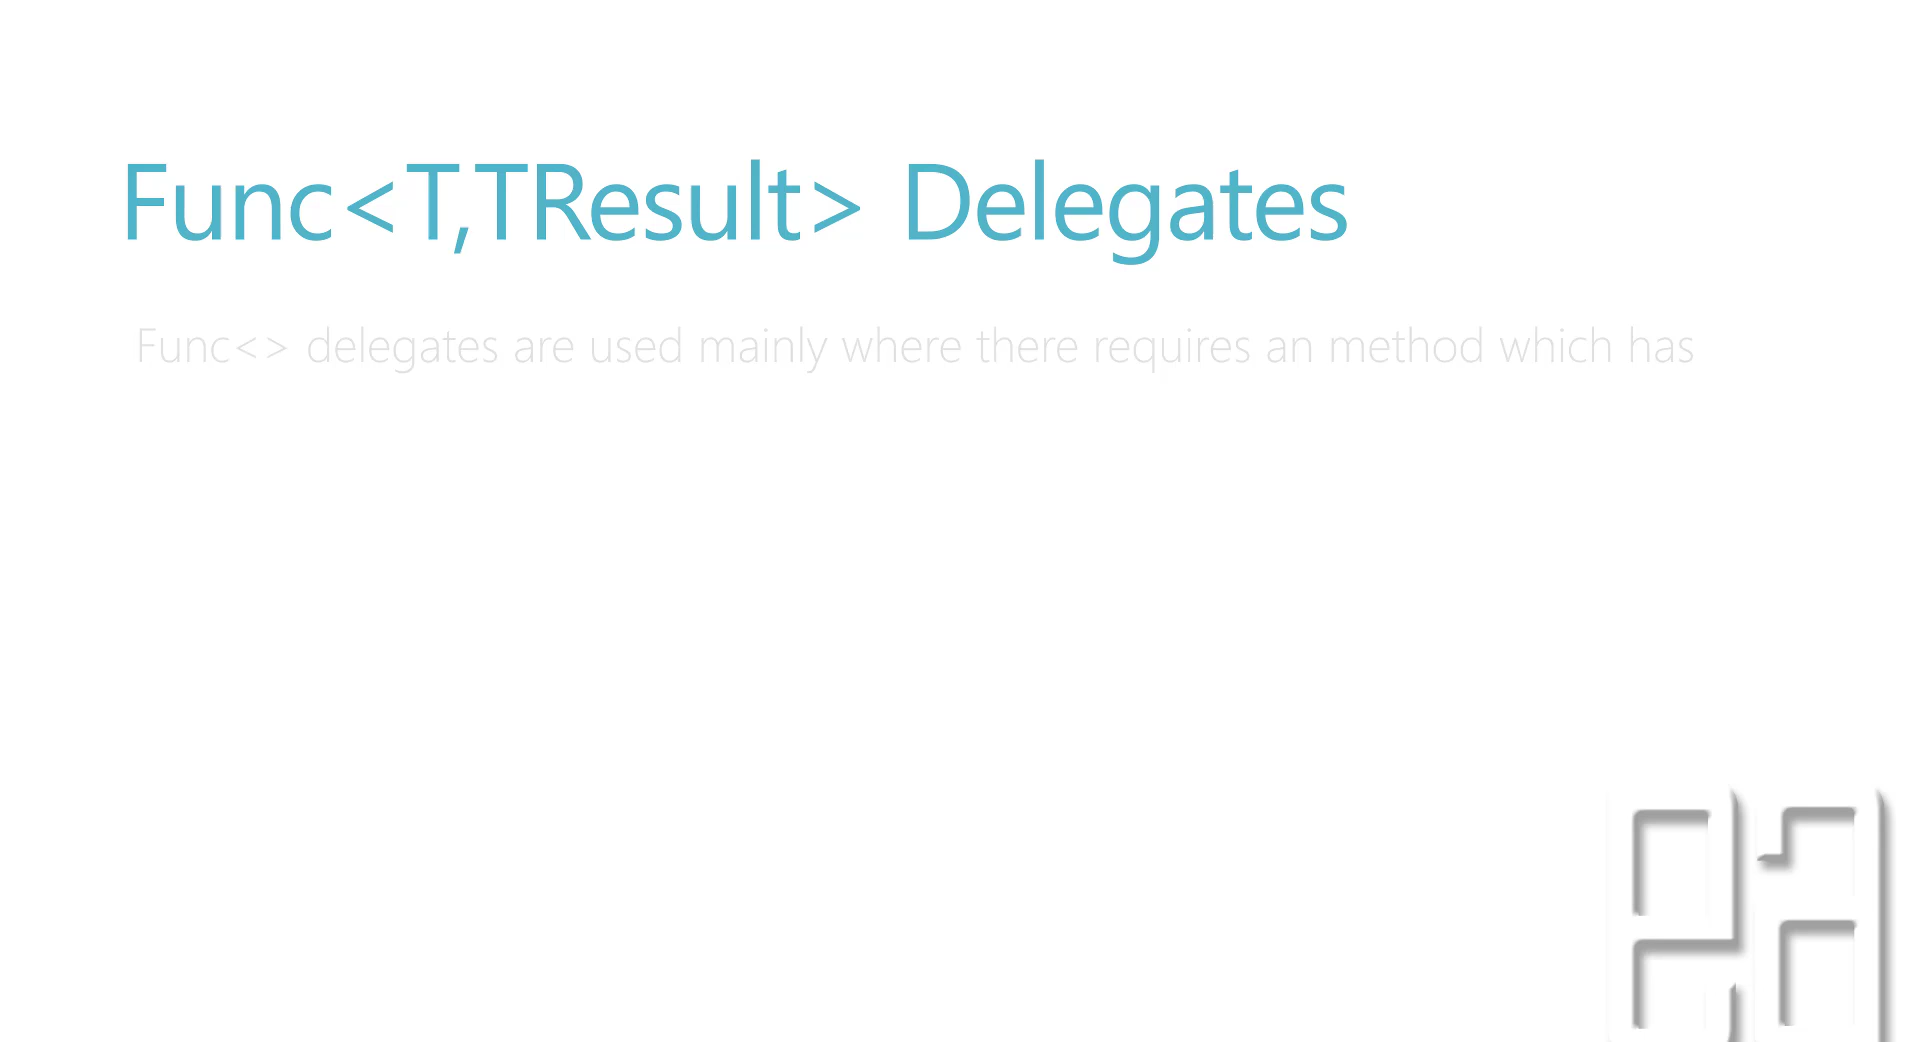 Func<T,TResult> Delegates
Func<> delegates are used mainly where there requires an method which has